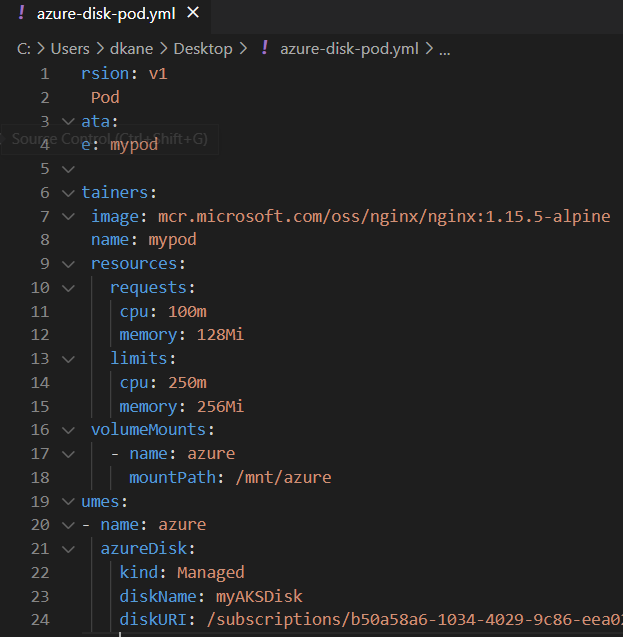 ! azure-disk-pod.yml ×
C: > Users > dkane > Desktop > ! azure-disk-pod.yml > ...
1 rsion: v1
2 Pod
3 ata:
Source Control (Ctrl+Shift+G)
4 e: mypod
5
6 tainers:
7 image: mcr.microsoft.com/oss/nginx/nginx:1.15.5-alpine
8 name: mypod
9 resources:
10 requests:
11 cpu: 100m
12 memory: 128Mi
13 limits:
14 cpu: 250m
15 memory: 256Mi
16 volumeMounts:
17 - name: azure
18 mountPath: /mnt/azure
19 umes:
20 - name: azure
21 azureDisk:
22 kind: Managed
23 diskName: myAKSDisk
24 diskURI: /subscriptions/b50a58a6-1034-4029-9c86-eea0